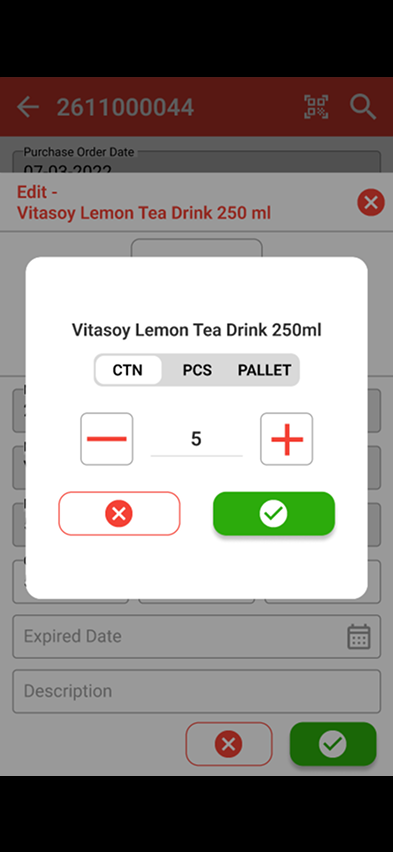 2611000044
Purchase Order Date
07-03-2022
Edit -
Vitasoy Lemon Tea Drink 250 ml
Vitasoy Lemon Tea Drink 250ml
CTN PCS PALLET
5
Expired Date
Description